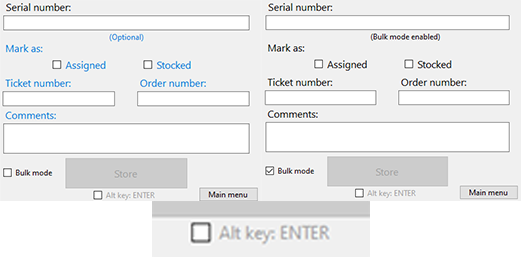 Serial number:
(Optional)
Mark as:
Assigned Stocked
Ticket number: Order number:
Comments:
Bulk mode Store
Alt key: ENTER Main menu
Serial number:
(Bulk mode enabled)
Mark as:
Assigned Stocked
Ticket number: Order number:
Comments:
Bulk mode Store
Alt key: ENTER Main menu
Alt key: ENTER